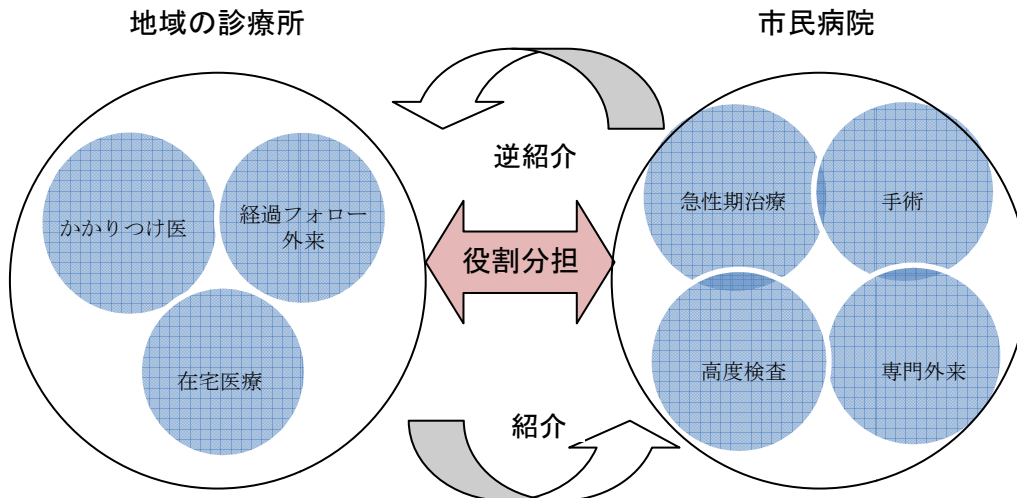 地域の診療所
市民病院
逆紹介
かかりつけ医
経過フォロー
外来
在宅医療
役割分担
急性期治療
手術
高度検査
専門外来
紹介